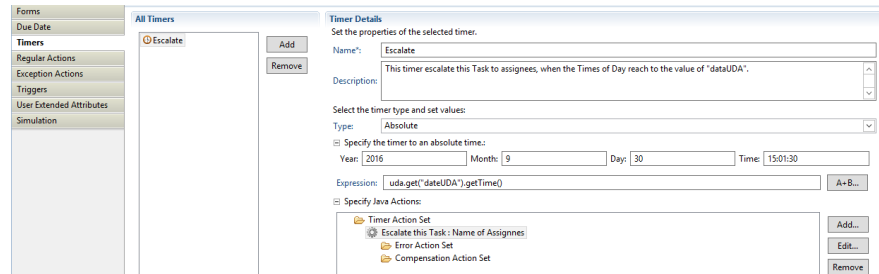 Forms
Due Date
Timers
Regular Actions
Exception Actions
Triggers
User Extended Attributes
Simulation
All Timers
Escalate
Add
Remove
Timer Details
Set the properties of the selected timer.
Name*: Escalate
Description: This timer escalate this Task to assignees, when the Times of Day reach to the value of "dataUDA".
Select the timer type and set values:
Type: Absolute
Specify the timer to an absolute time.:
Year: 2016 Month: 9 Day: 30 Time: 15:01:30
Expression: uda.get("dateUDA").getTime() A+B...
Specify Java Actions:
Timer Action Set
Escalate this Task : Name of Assignnes
Error Action Set
Compensation Action Set
Add...
Edit...
Remove